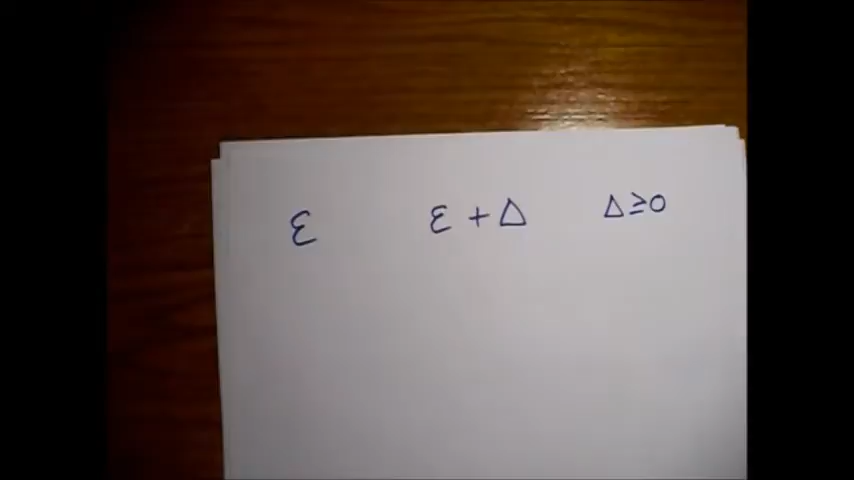 ε ε + Δ Δ ≥ 0